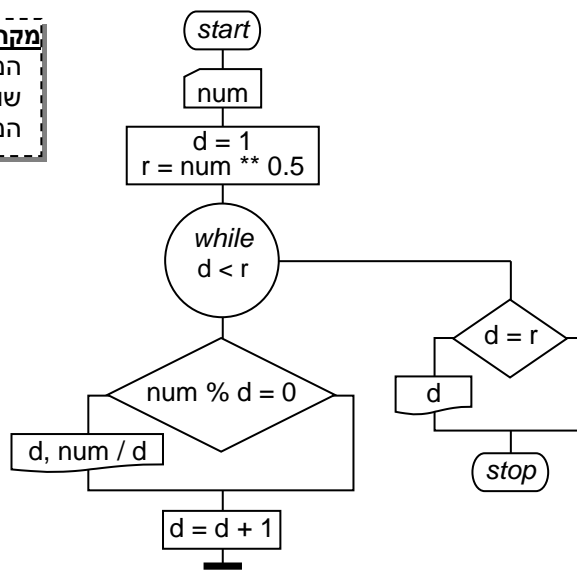 start
num
d = 1
r = num ** 0.5
while
d < r
d = r
num % d = 0
d
d, num / d
stop
d = d + 1